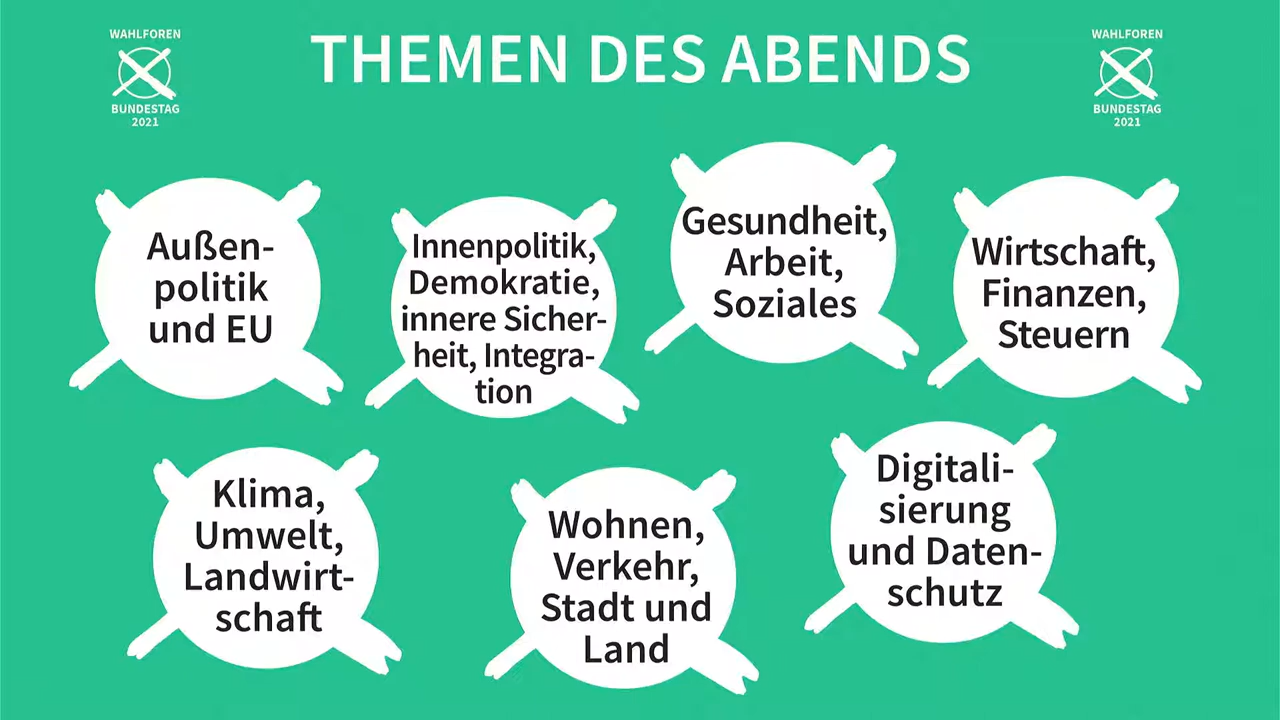 WAHLFOREN
BUNDESTAG
2021
THEMEN DES ABENDS
WAHLFOREN
BUNDESTAG
2021
Außen-
politik
und EU
Innenpolitik,
Demokratie,
innere Sicher-
heit, Integra-
tion
Gesundheit,
Arbeit,
Soziales
Wirtschaft,
Finanzen,
Steuern
Klima,
Umwelt,
Landwirt-
schaft
Wohnen,
Verkehr,
Stadt und
Land
Digitali-
sierung
und Daten-
schutz